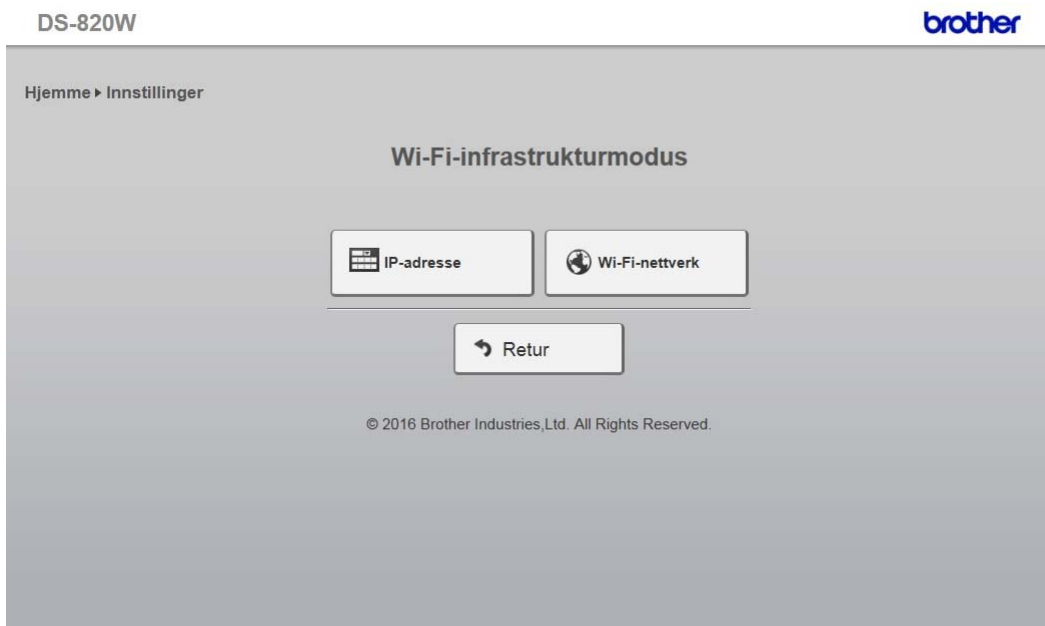 DS-820W
brother
Hjemme ▸ Innstillinger
Wi-Fi-infrastrukturmodus
IP-adresse
Wi-Fi-nettverk
Retur
© 2016 Brother Industries,Ltd. All Rights Reserved.